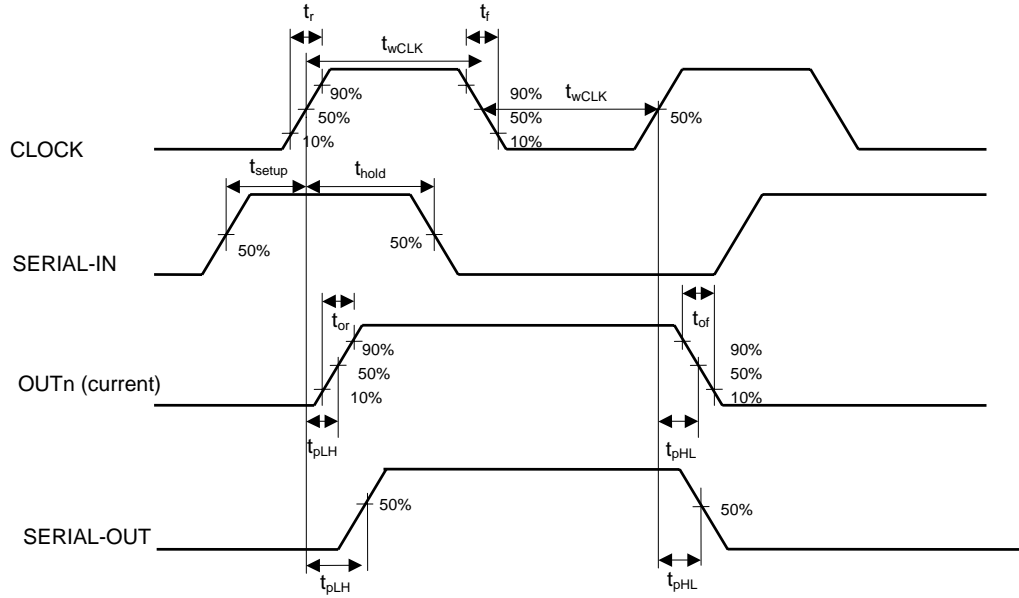 tr
tf
twCLK
90%
50%
10%
90%
50%
10%
twCLK
50%
CLOCK
tsetup
thold
50%
50%
SERIAL-IN
tor
tof
90%
50%
10%
90%
50%
10%
OUTn (current)
tpLH
tpHL
50%
50%
SERIAL-OUT
tpLH
tpHL